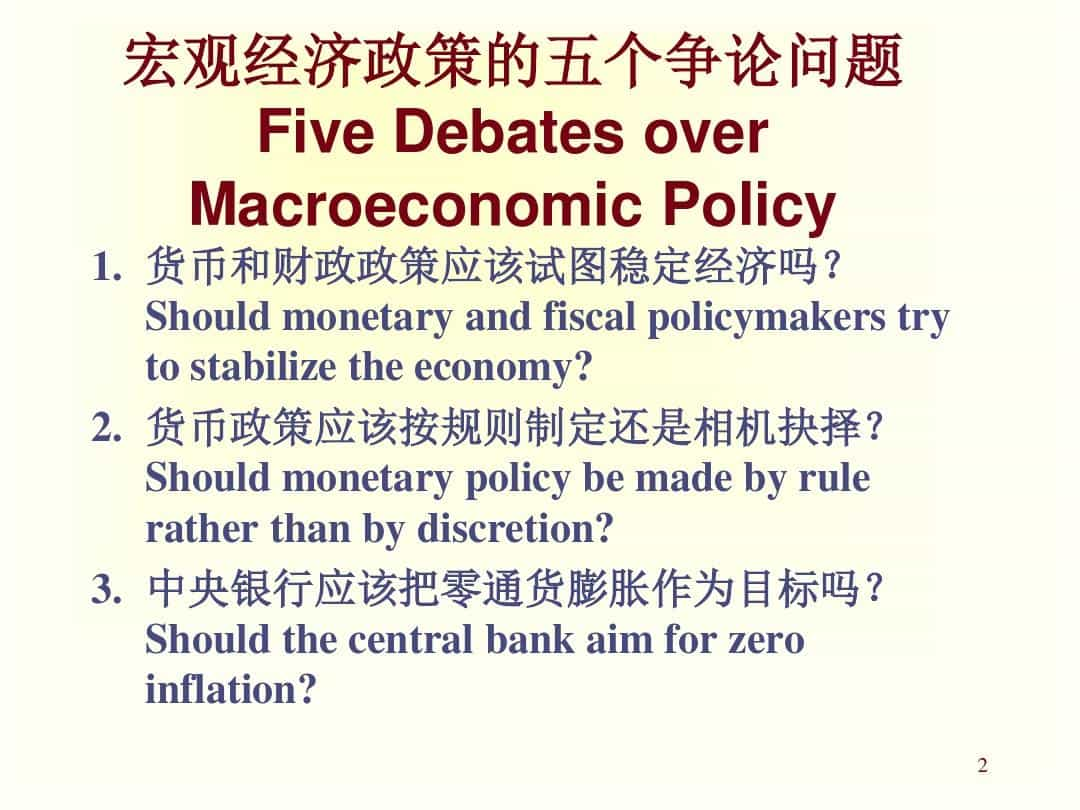 宏观经济政策的五个争论问题
Five Debates over
Macroeconomic Policy
1. 货币和财政政策应该试图稳定经济吗？
Should monetary and fiscal policymakers try
to stabilize the economy?
2. 货币政策应该按规则制定还是相机抉择？
Should monetary policy be made by rule
rather than by discretion?
3. 中央银行应该把零通货膨胀作为目标吗？
Should the central bank aim for zero
inflation?
2